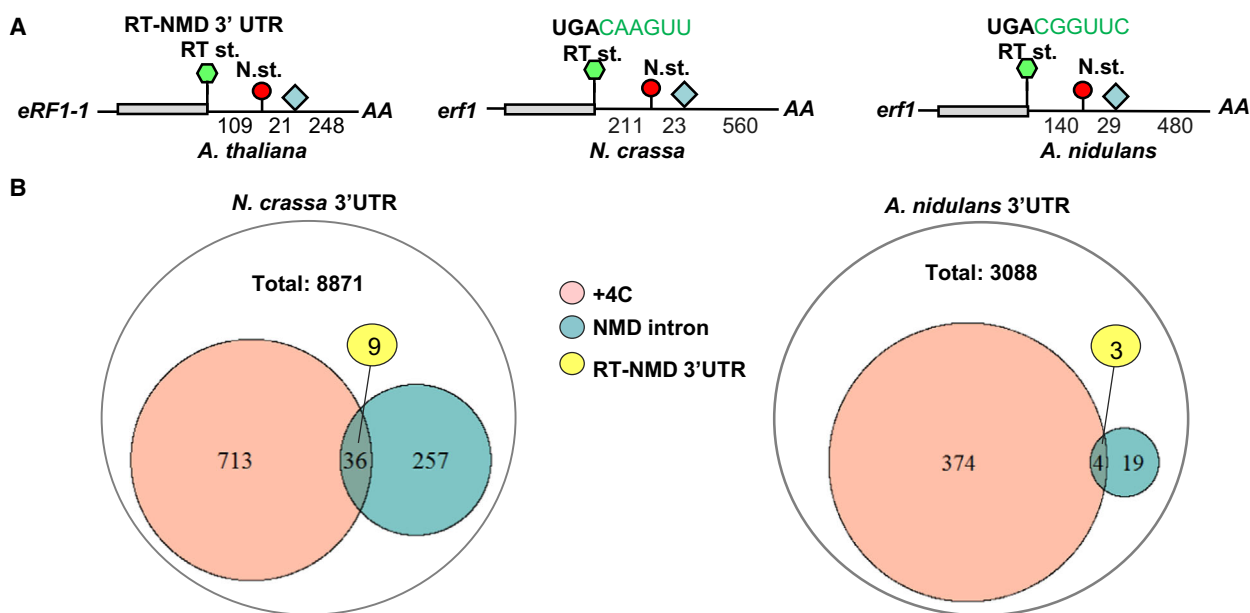 A
RT-NMD 3' UTR
RT st.
N.st.
eRF1-1
AA
109 21 248
A. thaliana
UGACAAGUU
RT st.
N.st.
erf1
AA
211 23 560
N. crassa
UGACGGUUC
RT st.
N.st.
erf1
AA
140 29 480
A. nidulans
B
N. crassa 3'UTR
Total: 8871
9
713
36
257
+4C
NMD intron
RT-NMD 3'UTR
A. nidulans 3'UTR
Total: 3088
3
374
4
19